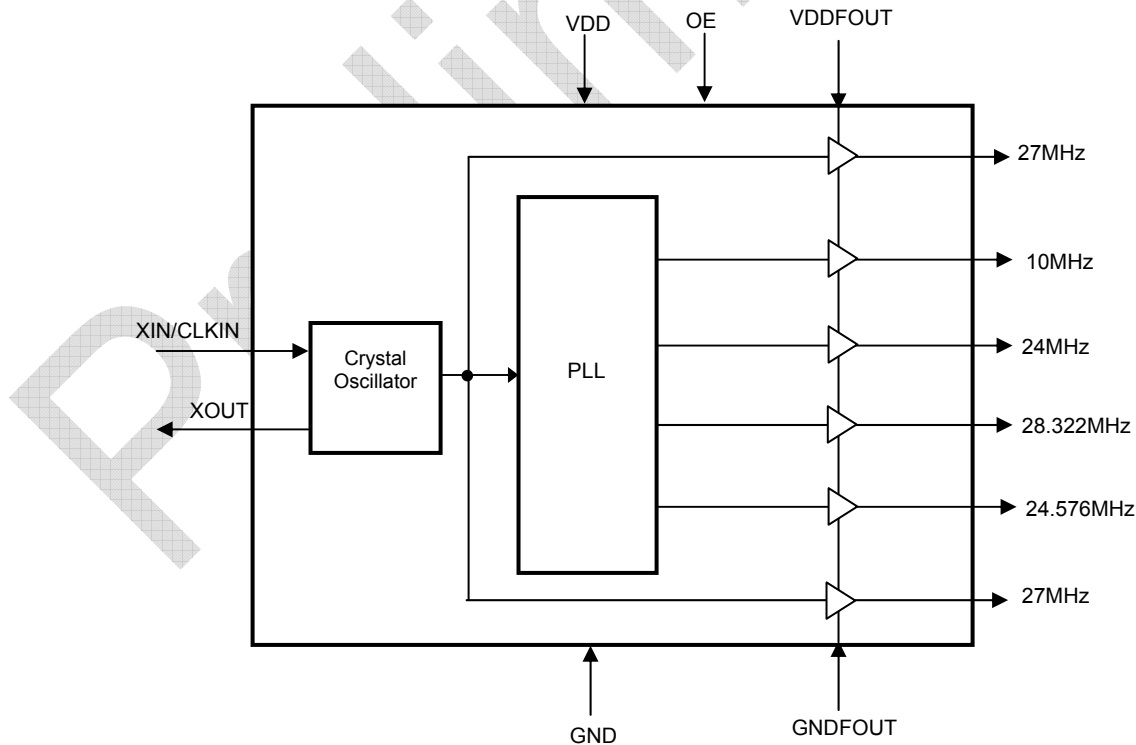 VDD
OE
VDDFOUT
27MHz
10MHz
XIN/CLKIN
Crystal
Oscillator
PLL
24MHz
XOUT
28.322MHz
24.576MHz
27MHz
GND
GNDFOUT